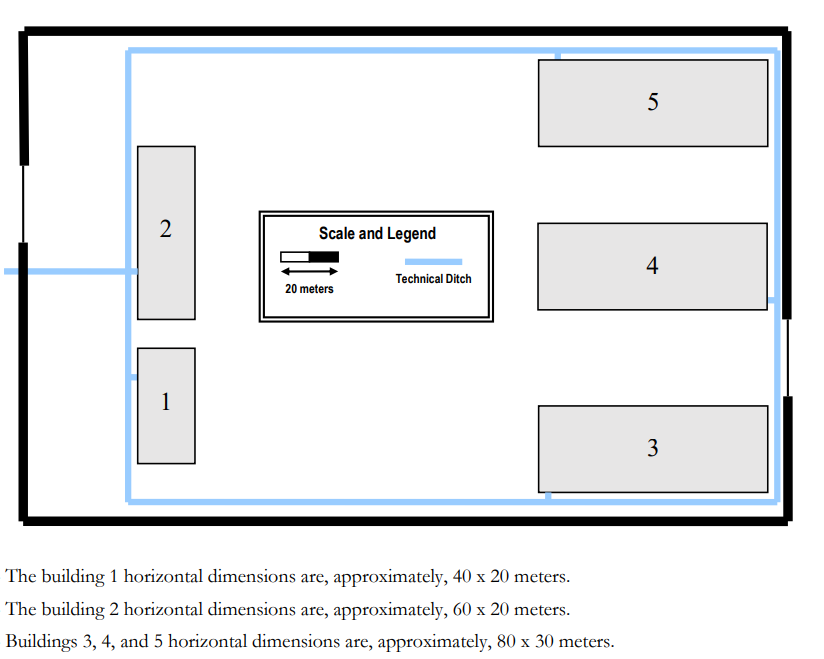 5
2
Scale and Legend
4
20 meters
Technical Ditch
1
3
The building 1 horizontal dimensions are, approximately, 40 x 20 meters.
The building 2 horizontal dimensions are, approximately, 60 x 20 meters.
Buildings 3, 4, and 5 horizontal dimensions are, approximately, 80 x 30 meters.